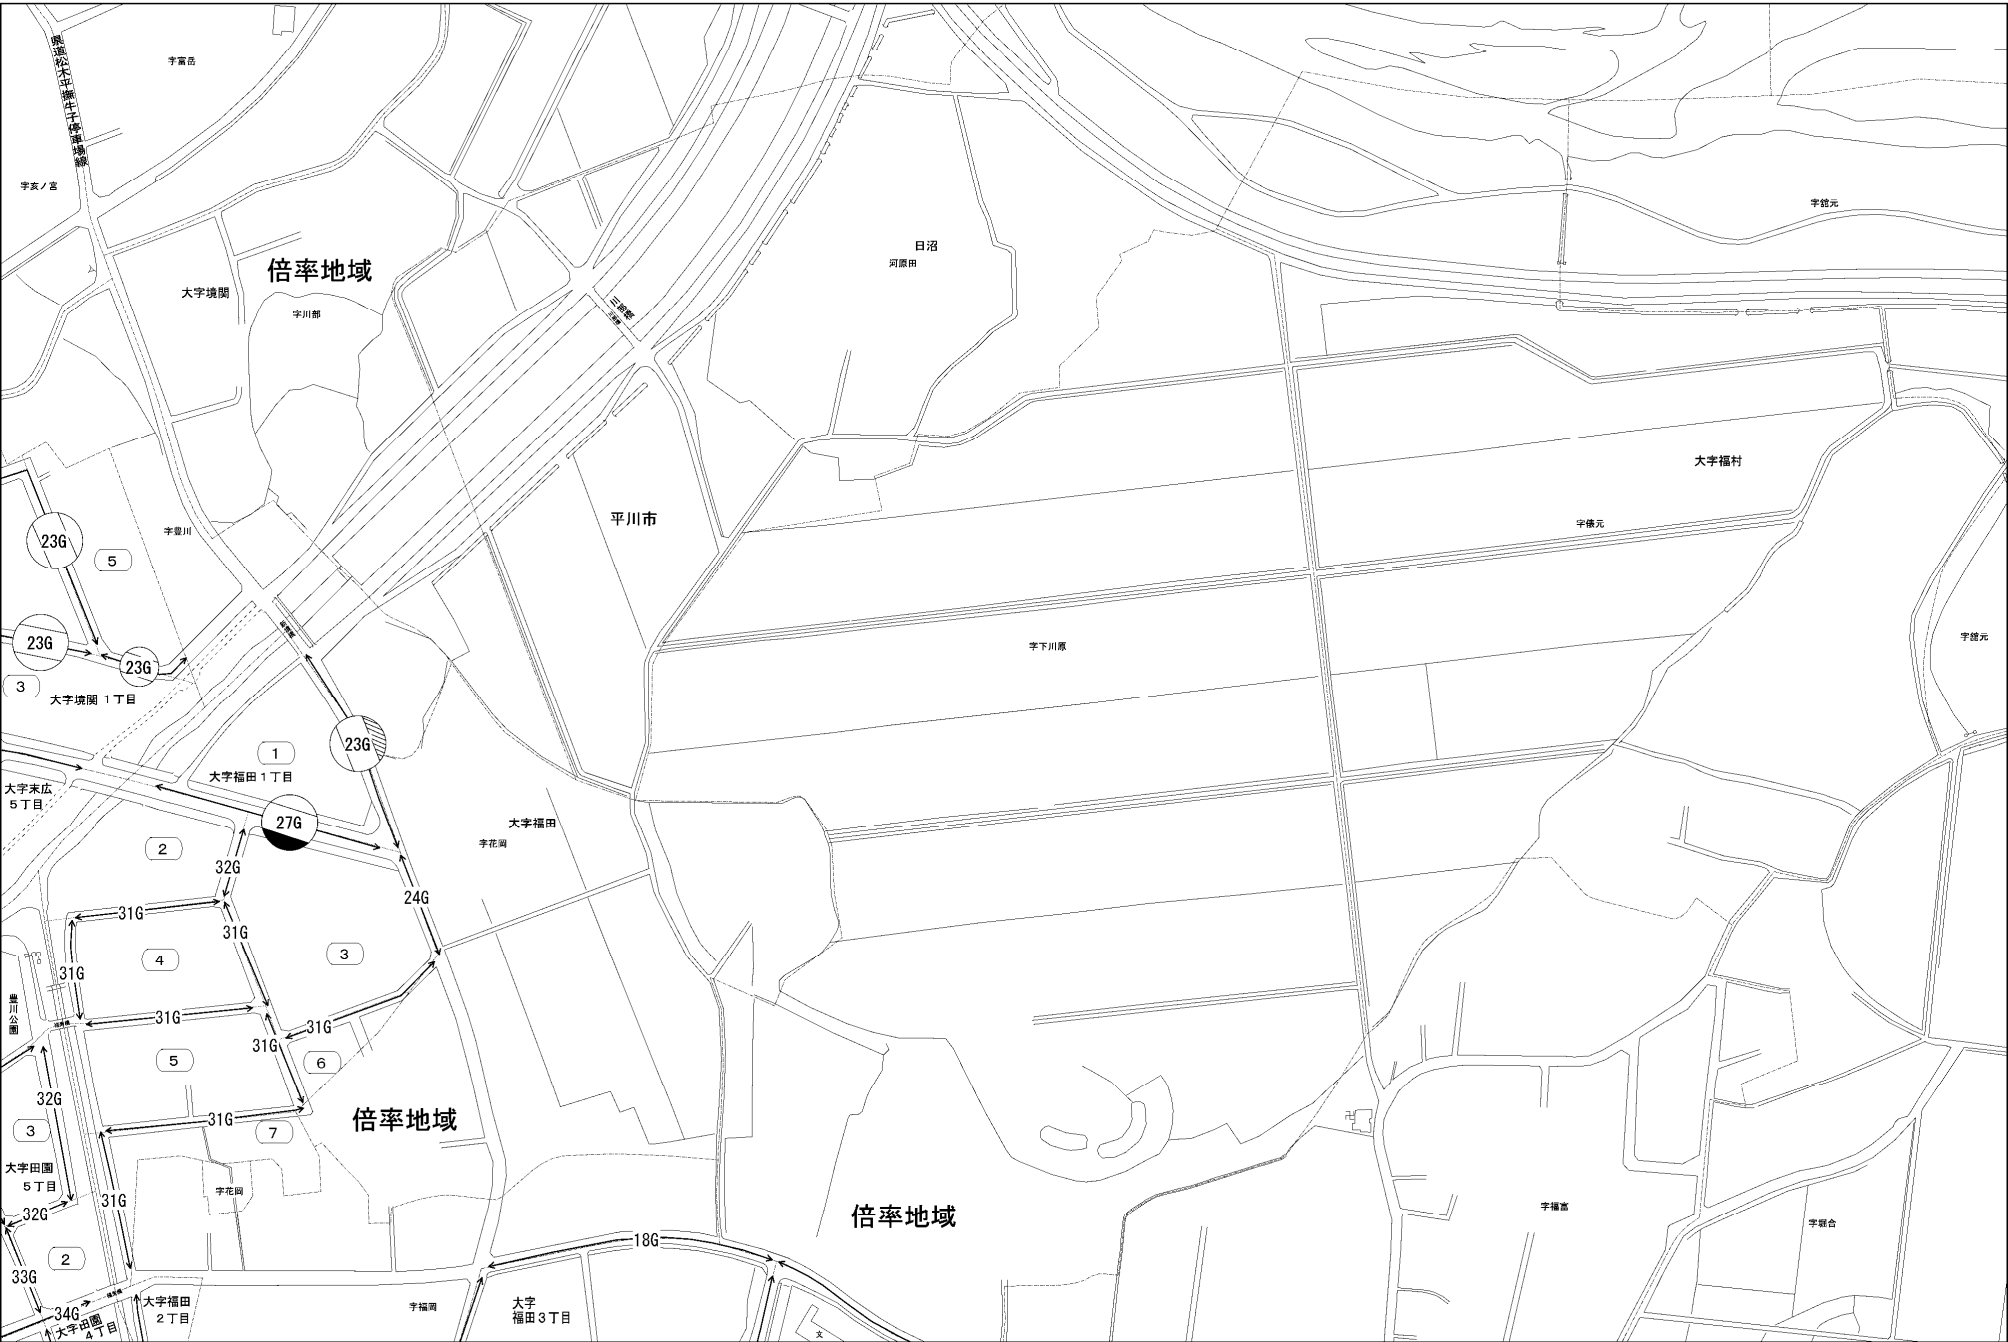 県道松木平撫牛子停車場線
字富岳
字亥ノ宮
字舘元
日沼
河原田
倍率地域
大字境関
字川部
大字福村
平川市
字俵元
字豊川
23G
5
23G
23G
3
大字境関 1丁目
字下川原
字舘元
23G
1
大字福田1丁目
大字末広
5丁目
27G
大字福田
字花岡
2
32G
24G
31G
31G
3
4
31G
豊川公園
31G
31G
31G
5
6
32G
31G
倍率地域
3
7
大字田園
5丁目
31G
字花岡
32G
倍率地域
字福富
字堀合
18G
2
33G
34G
大字田園
4丁目
大字福田
2丁目
字福岡
大字
福田3丁目
文